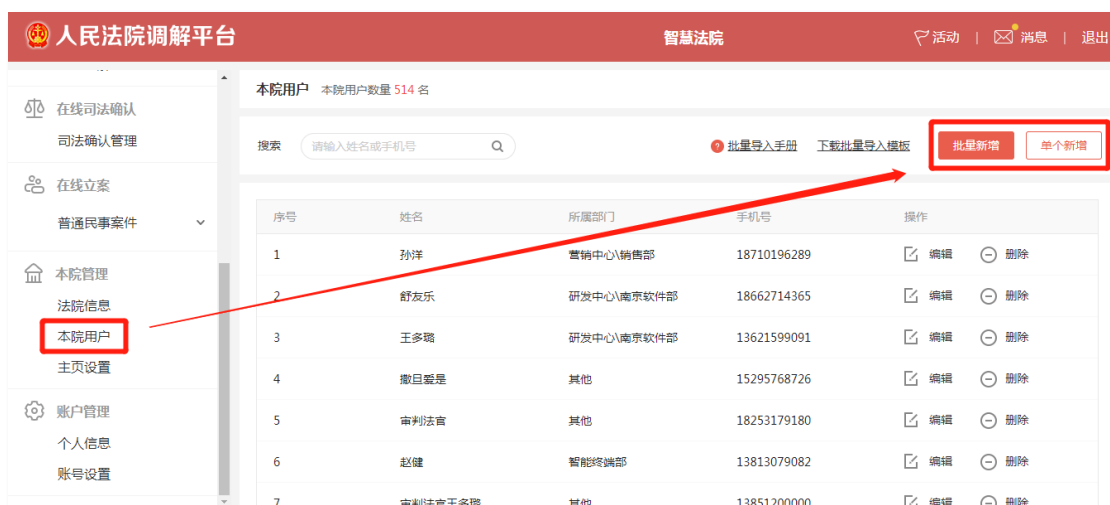 人民法院调解平台
智慧法院
活动 | 消息 | 退出
在线司法确认
司法确认管理
在线立案
普通民事案件
本院管理
法院信息
本院用户
主页设置
账户管理
个人信息
账号设置
本院用户 本院用户数量 514 名
搜索 请输入姓名或手机号 ? 批量导入手册 下载批量导入模板 批量新增 单个新增
序号 姓名 所属部门 手机号 操作
1 孙洋 营销中心\销售部 18710196289 编辑 删除
2 舒友乐 研发中心\南京软件部 18662714365 编辑 删除
3 王多璐 研发中心\南京软件部 13621599091 编辑 删除
4 撒旦爱是 其他 15295768726 编辑 删除
5 审判法官 其他 18253179180 编辑 删除
6 赵健 智能终端部 13813079082 编辑 删除
7 审判法官王多璐 其他 13851200000 编辑 删除